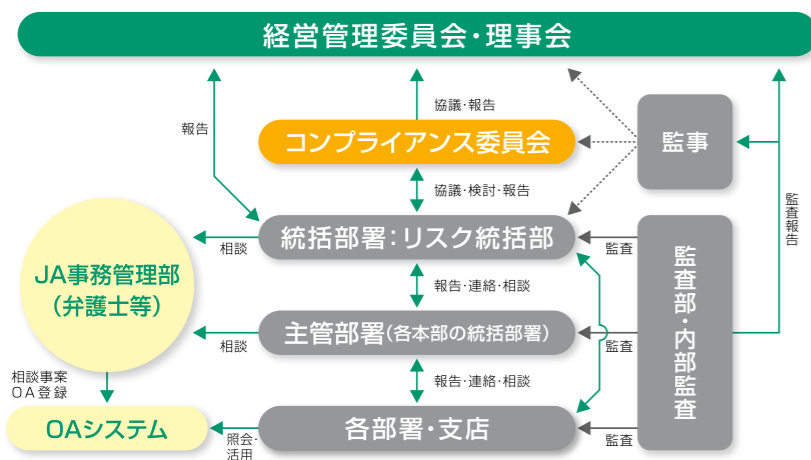 経営管理委員会・理事会
報告
協議・報告
コンプライアンス委員会
監事
協議・検討・報告
監査報告
統括部署：リスク統括部
相談
監査
JA事務管理部
（弁護士等）
報告・連絡・相談
監査部・内部監査
主管部署（各本部の統括部署）
相談
監査
相談事案
OA登録
報告・連絡・相談
OAシステム
照会・
活用
各部署・支店
監査